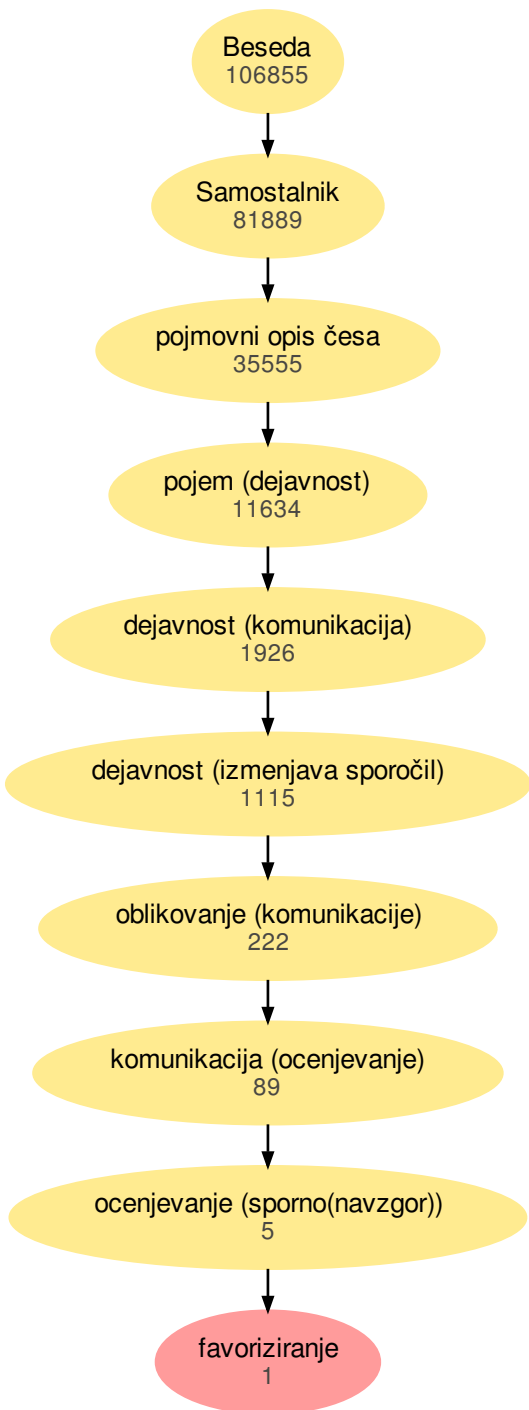 Beseda
106855
Samostalnik
81889
pojmovni opis česa
35555
pojem (dejavnost)
11634
dejavnost (komunikacija)
1926
dejavnost (izmenjava sporočil)
1115
oblikovanje (komunikacije)
222
komunikacija (ocenjevanje)
89
ocenjevanje (sporno(navzgor))
5
favoriziranje
1